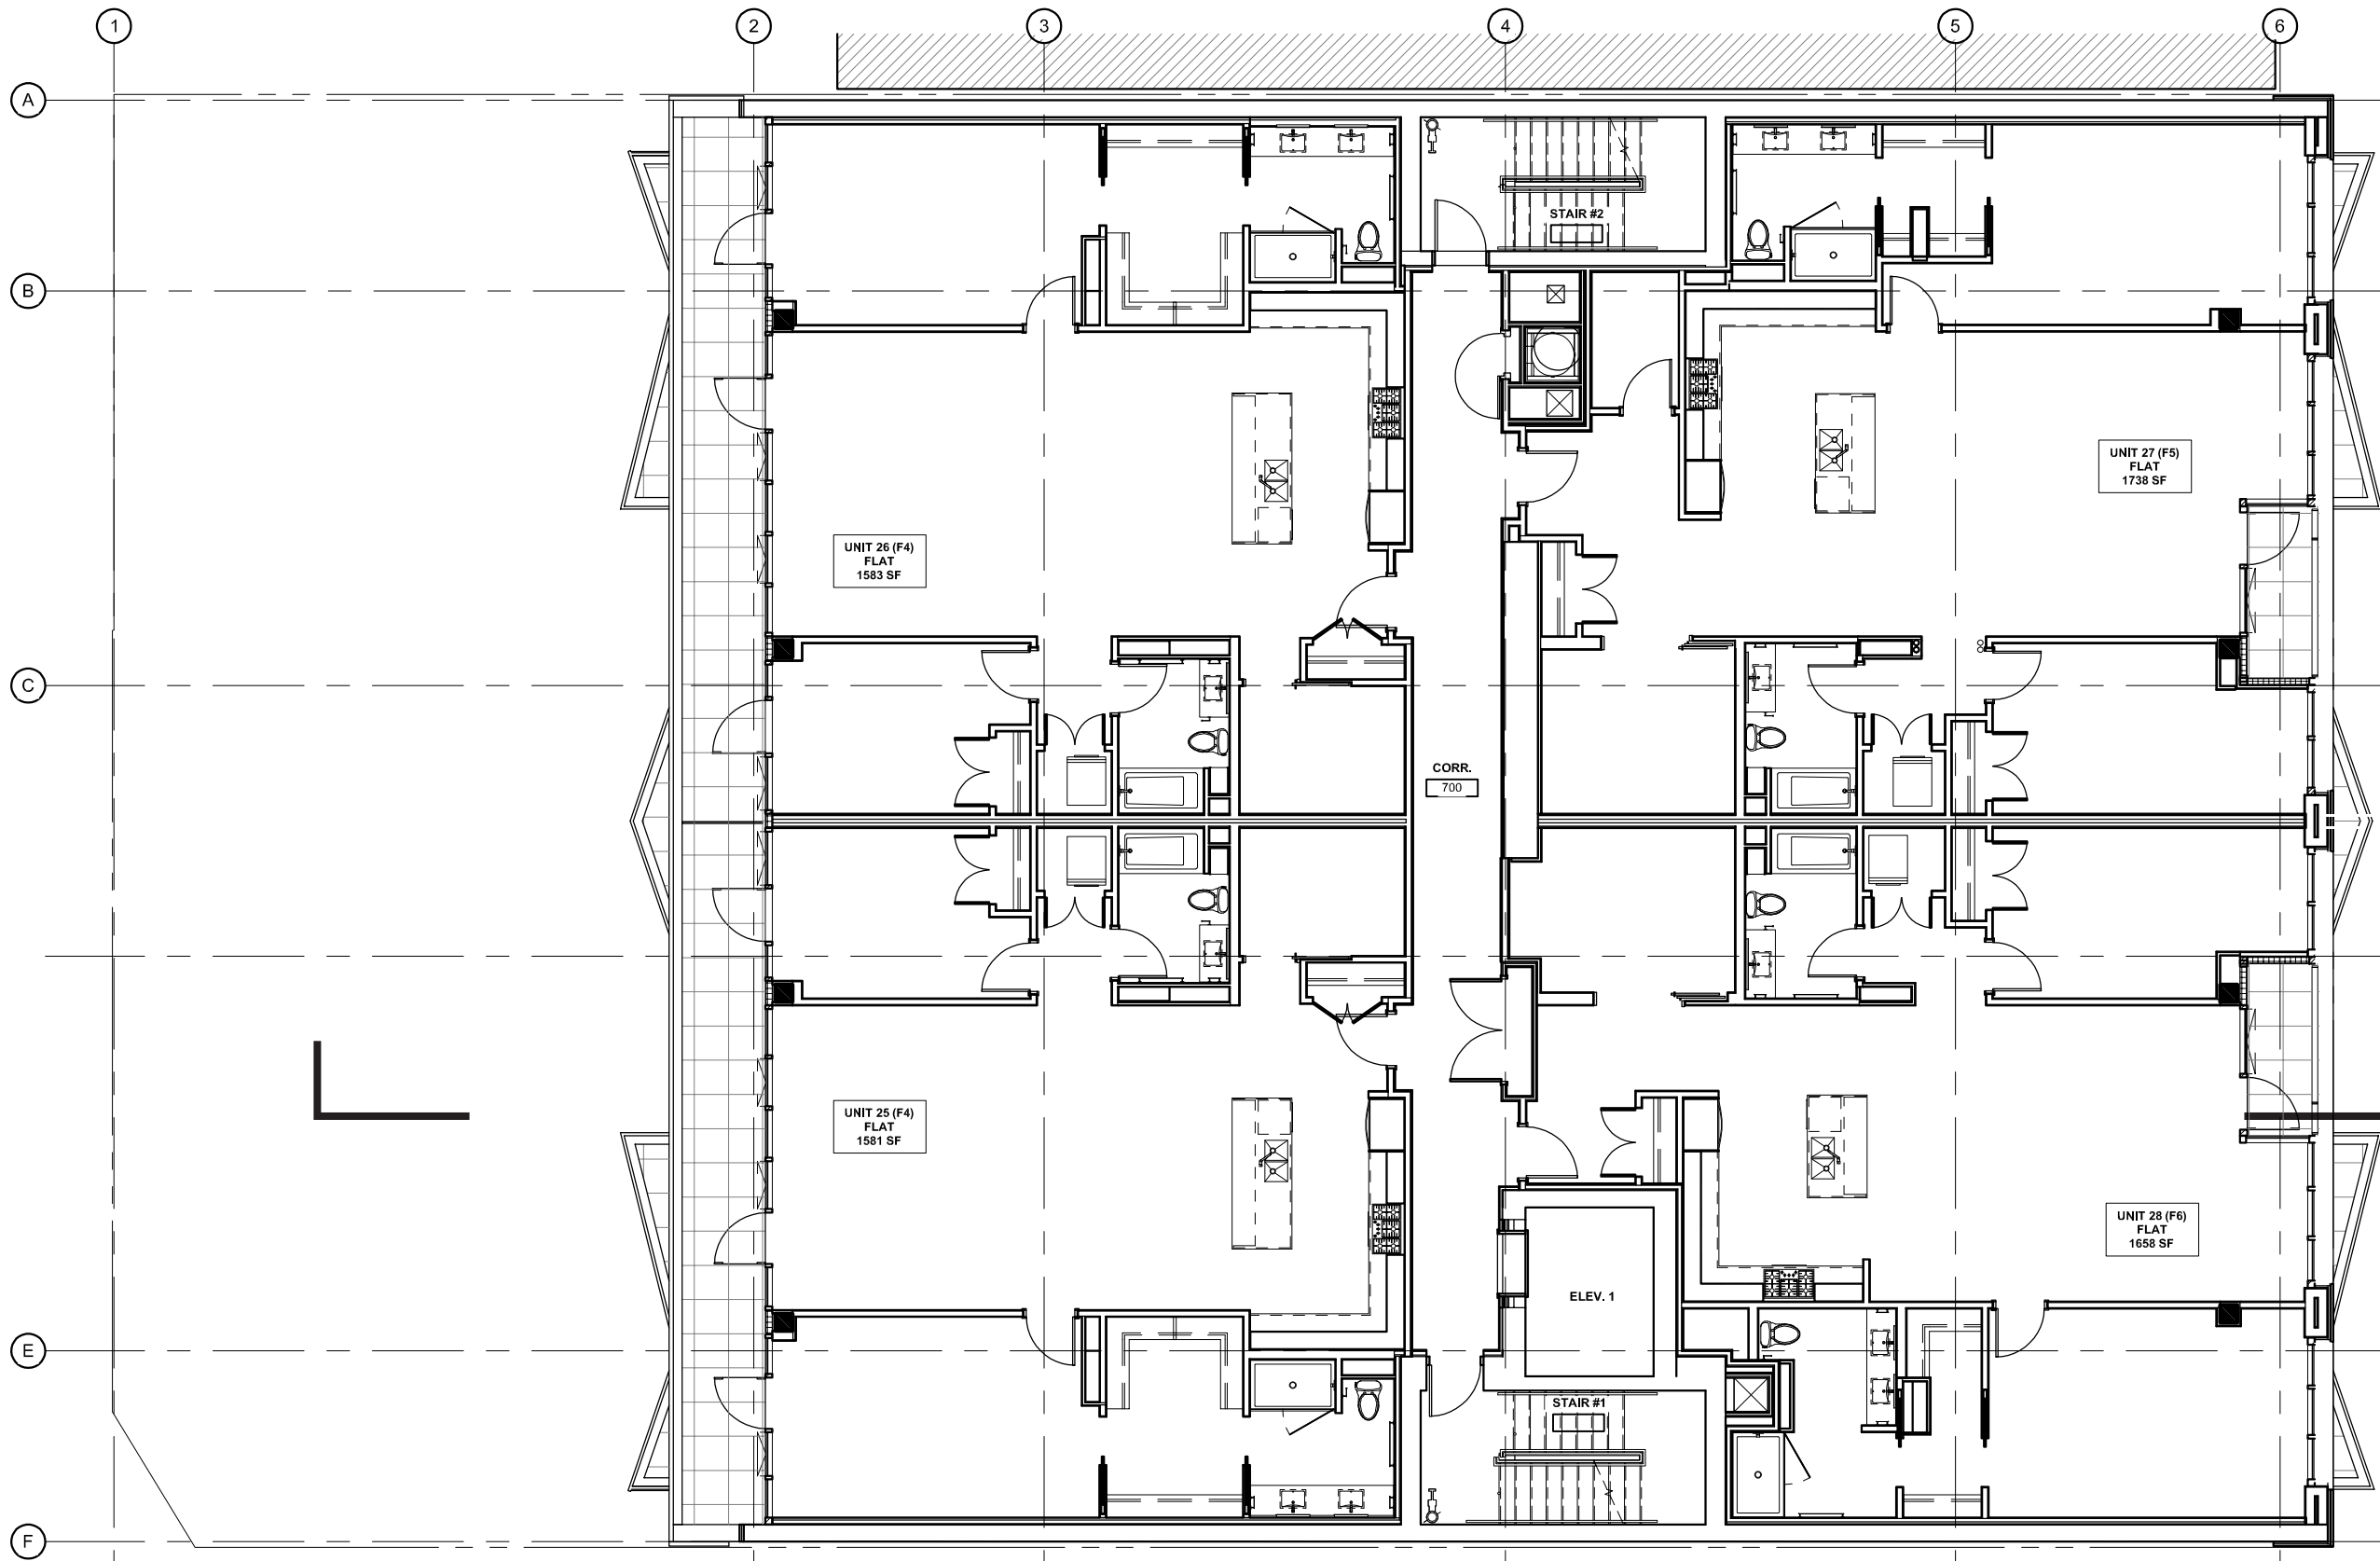 1
2
3
4
5
6
A
B
STAIR #2
UNIT 27 (F5)
FLAT
1738 SF
UNIT 26 (F4)
FLAT
1583 SF
C
CORR.
700
UNIT 25 (F4)
FLAT
1581 SF
UNIT 28 (F6)
FLAT
1658 SF
ELEV. 1
E
STAIR #1
F